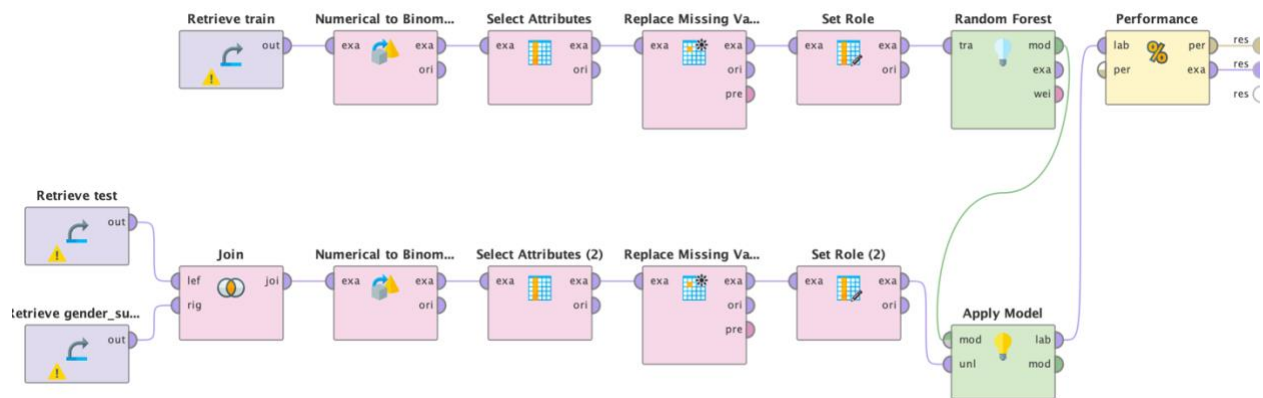 Retrieve train
Numerical to Binom...
Select Attributes
Replace Missing Va...
Set Role
Random Forest
Performance
out
exa exa
ori
exa exa
ori
exa exa
ori
pre
exa exa
ori
tra mod
exa
wei
lab per
per exa
res
res
res
Retrieve test
out
Retrieve gender_su...
out
Join
lef joi
rig
Numerical to Binom...
exa exa
ori
Select Attributes (2)
exa exa
ori
Replace Missing Va...
exa exa
ori
pre
Set Role (2)
exa exa
ori
Apply Model
mod lab
unl mod